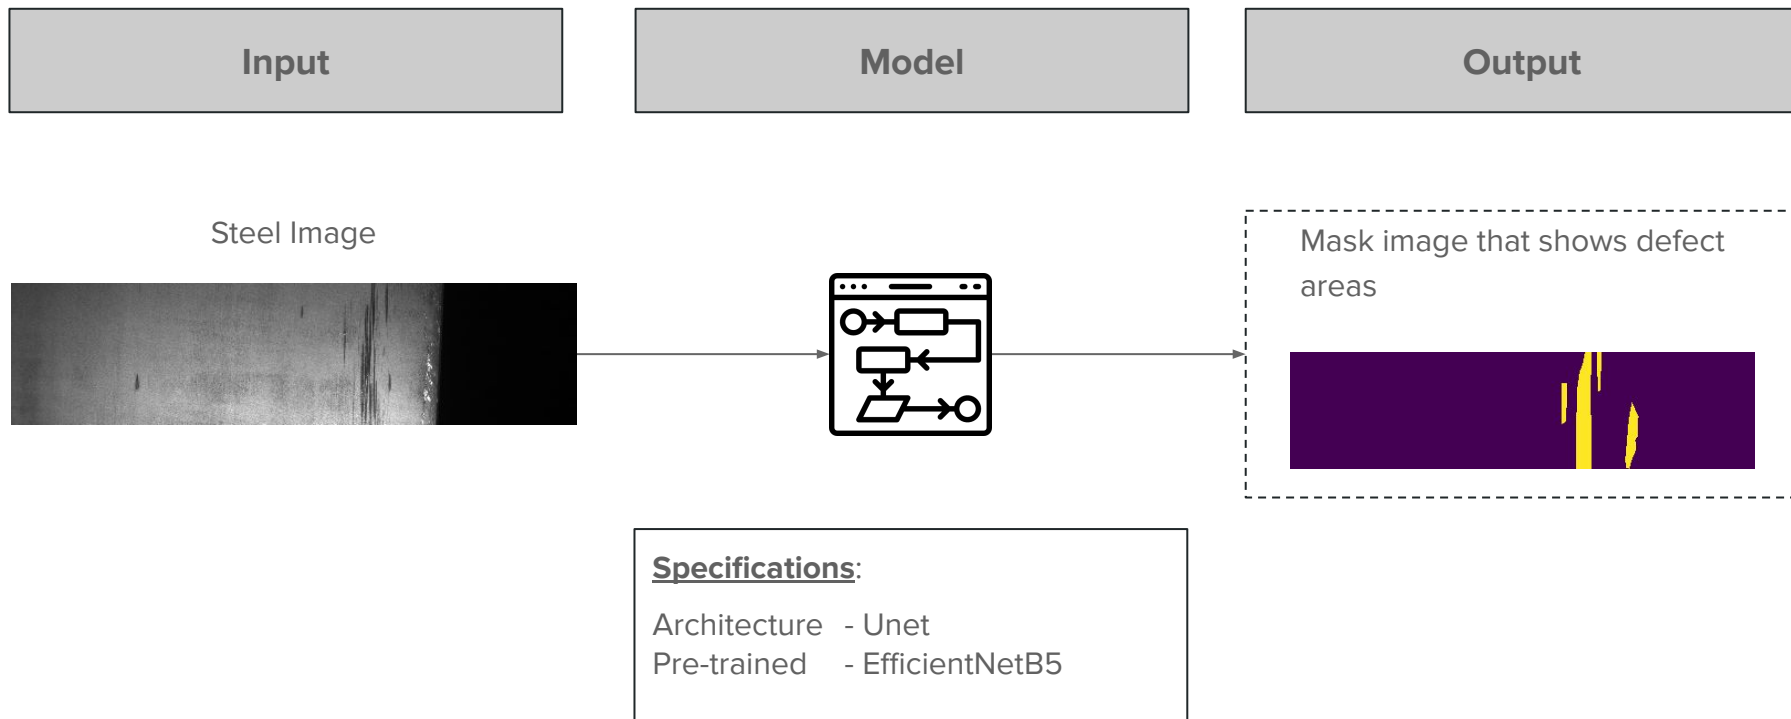 Input
Model
Output
Steel Image
Mask image that shows defect
areas
Specifications:
Architecture - Unet
Pre-trained - EfficientNetB5